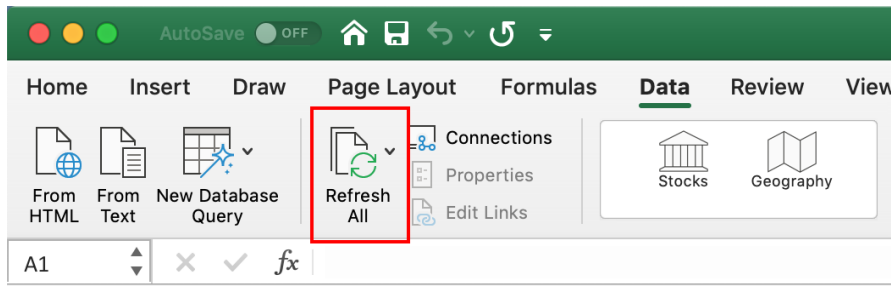 AutoSave OFF
Home Insert Draw Page Layout Formulas Data Review View
From HTML
From Text
New Database Query
Refresh All
Connections
Properties
Edit Links
Stocks
Geography
A1
fx